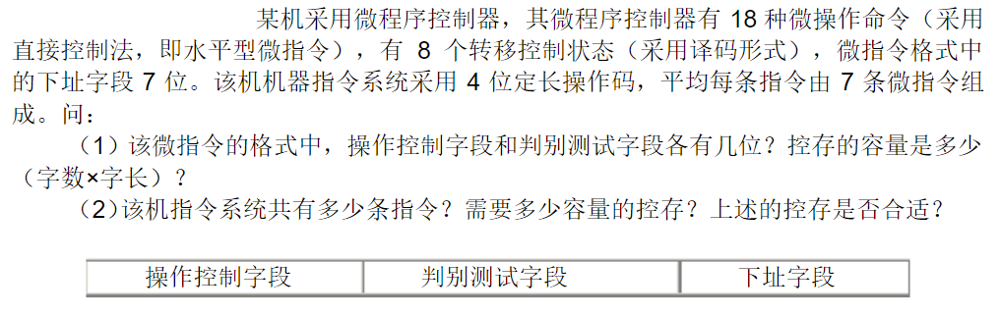 某机采用微程序控制器，其微程序控制器有 18 种微操作命令（采用
直接控制法，即水平型微指令），有 8 个转移控制状态（采用译码形式），微指令格式中
的下址字段 7 位。该机机器指令系统采用 4 位定长操作码，平均每条指令由 7 条微指令组
成。问：
（1）该微指令的格式中，操作控制字段和判别测试字段各有几位？控存的容量是多少
（字数×字长）？
（2）该机指令系统共有多少条指令？需要多少容量的控存？上述的控存是否合适？
操作控制字段 判别测试字段 下址字段